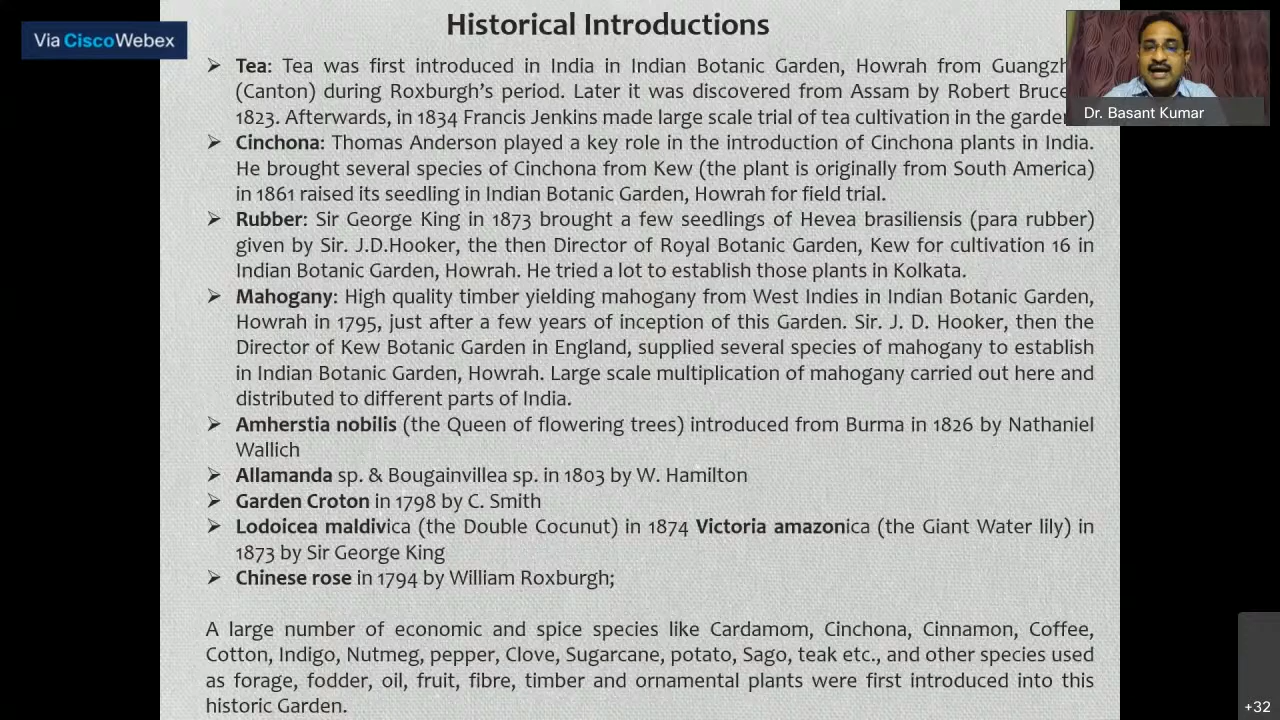 Via CiscoWebex
Historical Introductions
Dr. Basant Kumar
➢ Tea: Tea was first introduced in India in Indian Botanic Garden, Howrah from
(Canton) during Roxburgh's period. Later it was discovered from Assam by Robert Bruce
1823. Afterwards, in 1834 Francis Jenkins made large scale trial of tea cultivation in the
➢ Cinchona: Thomas Anderson played a key role in the introduction of Cinchona plants in India.
He brought several species of Cinchona from Kew (the plant is originally from South America)
in 1861 raised its seedling in Indian Botanic Garden, Howrah for field trial.
➢ Rubber: Sir George King in 1873 brought a few seedlings of Hevea brasiliensis (para rubber)
given by Sir. J.D.Hooker, the then Director of Royal Botanic Garden, Kew for cultivation 16 in
Indian Botanic Garden, Howrah. He tried a lot to establish those plants in Kolkata.
➢ Mahogany: High quality timber yielding mahogany from West Indies in Indian Botanic Garden,
Howrah in 1795, just after a few years of inception of this Garden. Sir. J. D. Hooker, then the
Director of Kew Botanic Garden in England, supplied several species of mahogany to establish
in Indian Botanic Garden, Howrah. Large scale multiplication of mahogany carried out here and
distributed to different parts of India.
➢ Amherstia nobilis (the Queen of flowering trees) introduced from Burma in 1826 by Nathaniel
Wallich
➢ Allamanda sp. & Bougainvillea sp. in 1803 by W. Hamilton
➢ Garden Croton in 1798 by C. Smith
➢ Lodoicea maldivica (the Double Cocunut) in 1874 Victoria amazonica (the Giant Water lily) in
1873 by Sir George King
➢ Chinese rose in 1794 by William Roxburgh;
A large number of economic and spice species like Cardamom, Cinchona, Cinnamon, Coffee,
Cotton, Indigo, Nutmeg, pepper, Clove, Sugarcane, potato, Sago, teak etc., and other species used
as forage, fodder, oil, fruit, fibre, timber and ornamental plants were first introduced into this
historic Garden.
+32